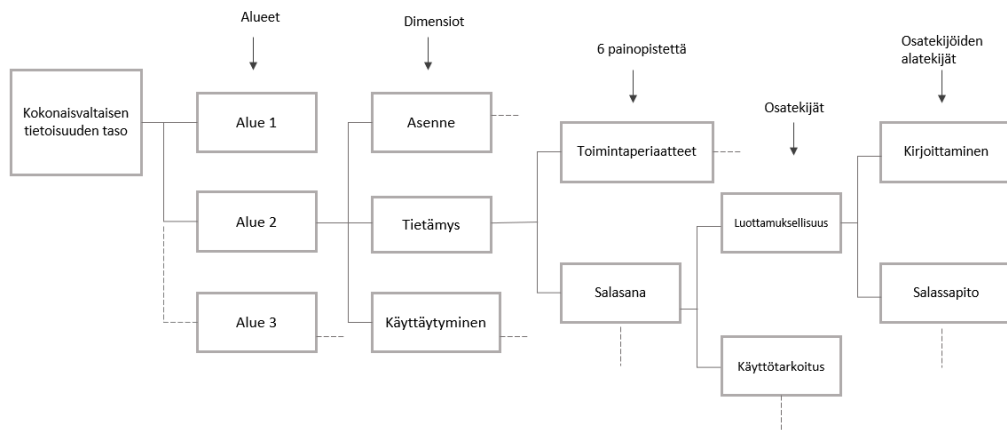 Alueet
Dimensiot
6 painopistettä
Osatekijät
Osatekijöiden
alatekijät
Kokonaisvaltaisen
tietoisuuden taso
Alue 1
Alue 2
Alue 3
Asenne
Tietämys
Käyttäytyminen
Toimintaperiaatteet
Salasana
Luottamuksellisuus
Käyttötarkoitus
Kirjoittaminen
Salassapito